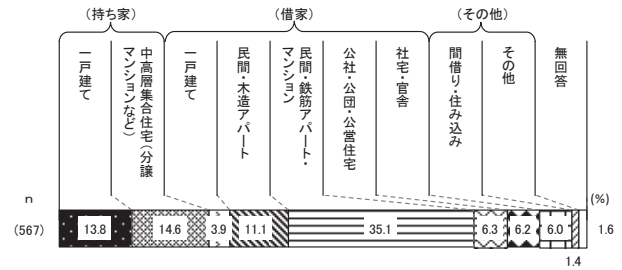 (持ち家)
(借家)
(その他)
一戸建て
中高層集合住宅(分譲
マンションなど)
一戸建て
民間・木造アパート
民間・鉄筋アパート・
マンション
公社・公団・公営住宅
社宅・官舎
間借り・住み込み
その他
無回答
n
(%)
(567)
13.8
14.6
3.9
11.1
35.1
6.3
6.2
6.0
1.6
1.4